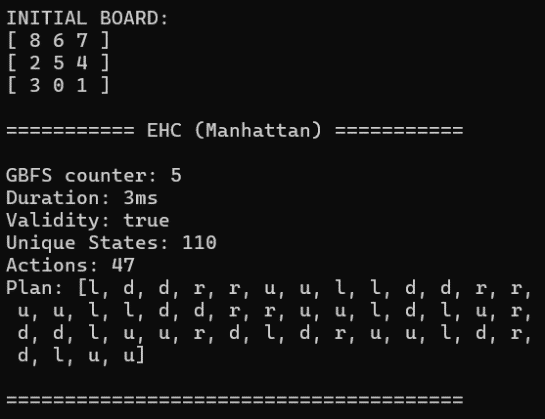 INITIAL BOARD:
[ 8 6 7 ]
[ 2 5 4 ]
[ 3 0 1 ]
=========== EHC (Manhattan) ===========
GBFS counter: 5
Duration: 3ms
Validity: true
Unique States: 110
Actions: 47
Plan: [l, d, d, r, r, u, u, l, l, d, d, r, r,
u, u, l, l, d, d, r, r, u, u, l, d, l, u, r,
d, d, l, u, u, r, d, l, d, r, u, u, l, d, r,
d, l, u, u]
=======================================